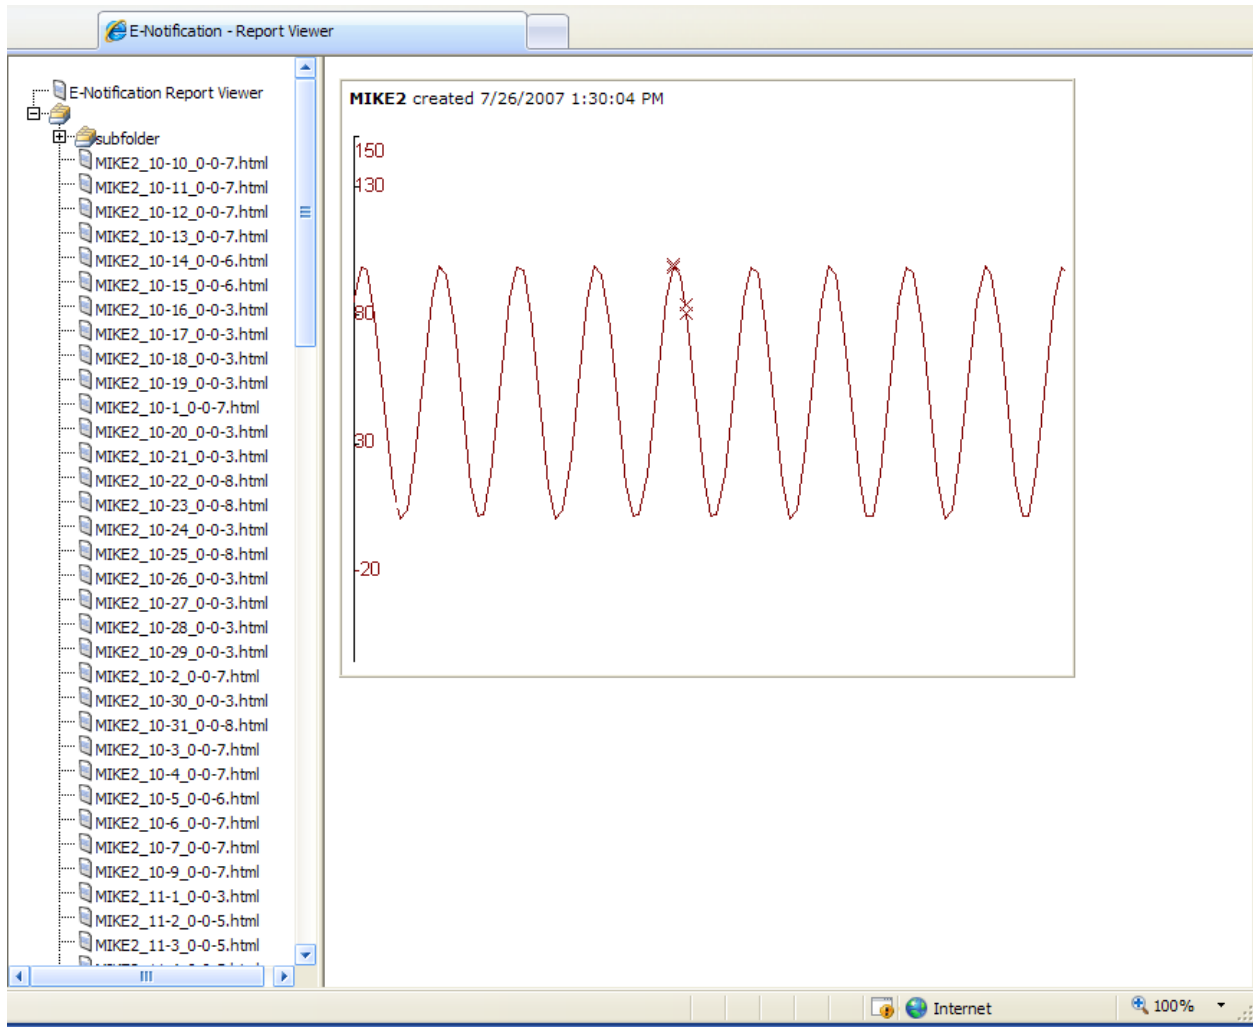 E-Notification - Report Viewer
E-Notification Report Viewer
subfolder
MIKE2_10-10_0-0-7.html
MIKE2_10-11_0-0-7.html
MIKE2_10-12_0-0-7.html
MIKE2_10-13_0-0-7.html
MIKE2_10-14_0-0-6.html
MIKE2_10-15_0-0-6.html
MIKE2_10-16_0-0-3.html
MIKE2_10-17_0-0-3.html
MIKE2_10-18_0-0-3.html
MIKE2_10-19_0-0-3.html
MIKE2_10-1_0-0-7.html
MIKE2_10-20_0-0-3.html
MIKE2_10-21_0-0-3.html
MIKE2_10-22_0-0-8.html
MIKE2_10-23_0-0-8.html
MIKE2_10-24_0-0-3.html
MIKE2_10-25_0-0-8.html
MIKE2_10-26_0-0-3.html
MIKE2_10-27_0-0-3.html
MIKE2_10-28_0-0-3.html
MIKE2_10-29_0-0-3.html
MIKE2_10-2_0-0-7.html
MIKE2_10-30_0-0-3.html
MIKE2_10-31_0-0-8.html
MIKE2_10-3_0-0-7.html
MIKE2_10-4_0-0-7.html
MIKE2_10-5_0-0-6.html
MIKE2_10-6_0-0-7.html
MIKE2_10-7_0-0-7.html
MIKE2_10-9_0-0-7.html
MIKE2_11-1_0-0-3.html
MIKE2_11-2_0-0-5.html
MIKE2_11-3_0-0-5.html
MIKE2 created 7/26/2007 1:30:04 PM
150
130
80
30
-20
Internet
100%